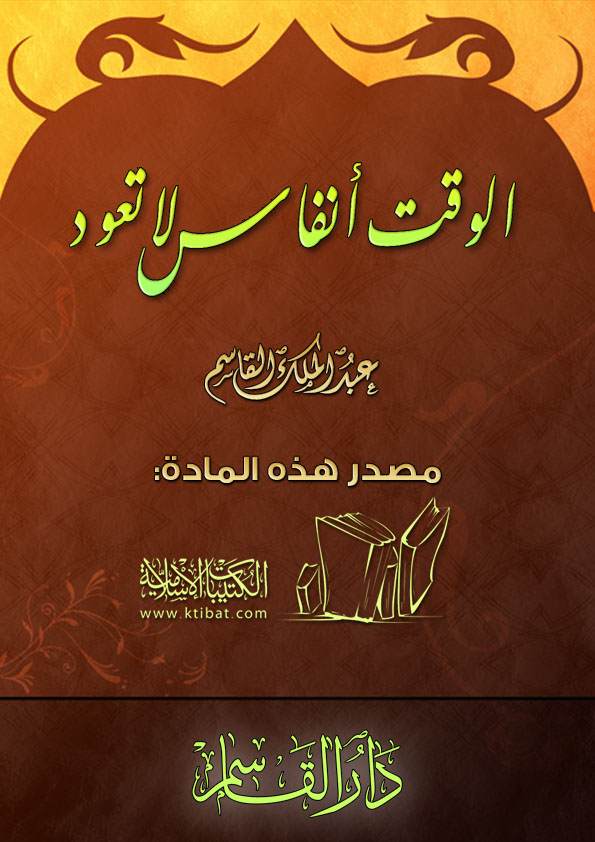 الوقت أنفاس لا تعود
عبد الملك القاسم
مصدر هذه المادة:
الكتيبات الإسلامية
www.ktibat.com
دار القاسم